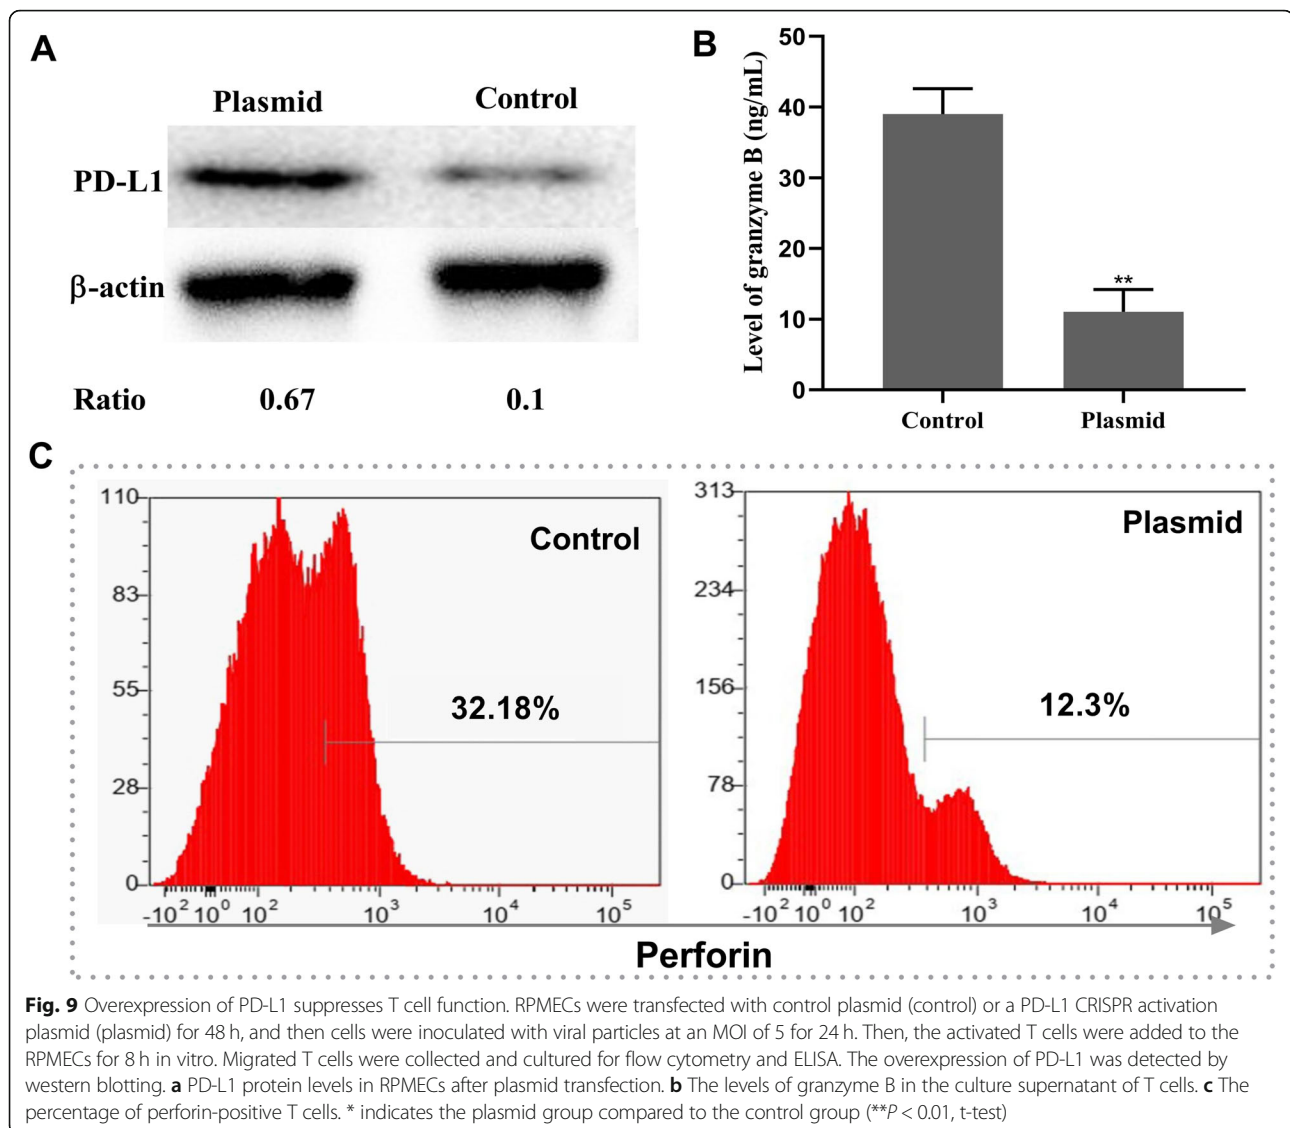 A
Plasmid Control
PD-L1
β-actin
Ratio 0.67 0.1
B
Level of granzyme B (ng/mL)
50
40
30
20
10
0
**
Control Plasmid
C
110
83
55
28
0
Control
32.18%
-10² 10⁰ 10² 10³ 10⁴ 10⁵
313
234
156
78
0
Plasmid
12.3%
-10² 10⁰ 10² 10³ 10⁴ 10⁵
Perforin
Fig. 9 Overexpression of PD-L1 suppresses T cell function. RPMECs were transfected with control plasmid (control) or a PD-L1 CRISPR activation
plasmid (plasmid) for 48 h, and then cells were inoculated with viral particles at an MOI of 5 for 24 h. Then, the activated T cells were added to the
RPMECs for 8 h in vitro. Migrated T cells were collected and cultured for flow cytometry and ELISA. The overexpression of PD-L1 was detected by
western blotting. a PD-L1 protein levels in RPMECs after plasmid transfection. b The levels of granzyme B in the culture supernatant of T cells. c The
percentage of perforin-positive T cells. * indicates the plasmid group compared to the control group (**P < 0.01, t-test)